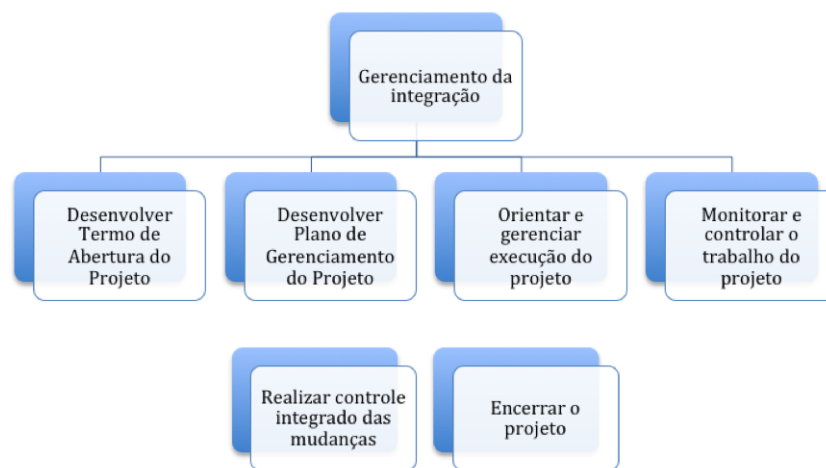 Gerenciamento da
integração
Desenvolver
Termo de
Abertura do
Projeto
Desenvolver
Plano de
Gerenciamento
do Projeto
Orientar e
gerenciar
execução do
projeto
Monitorar e
controlar o
trabalho do
projeto
Realizar controle
integrado das
mudanças
Encerrar o
projeto